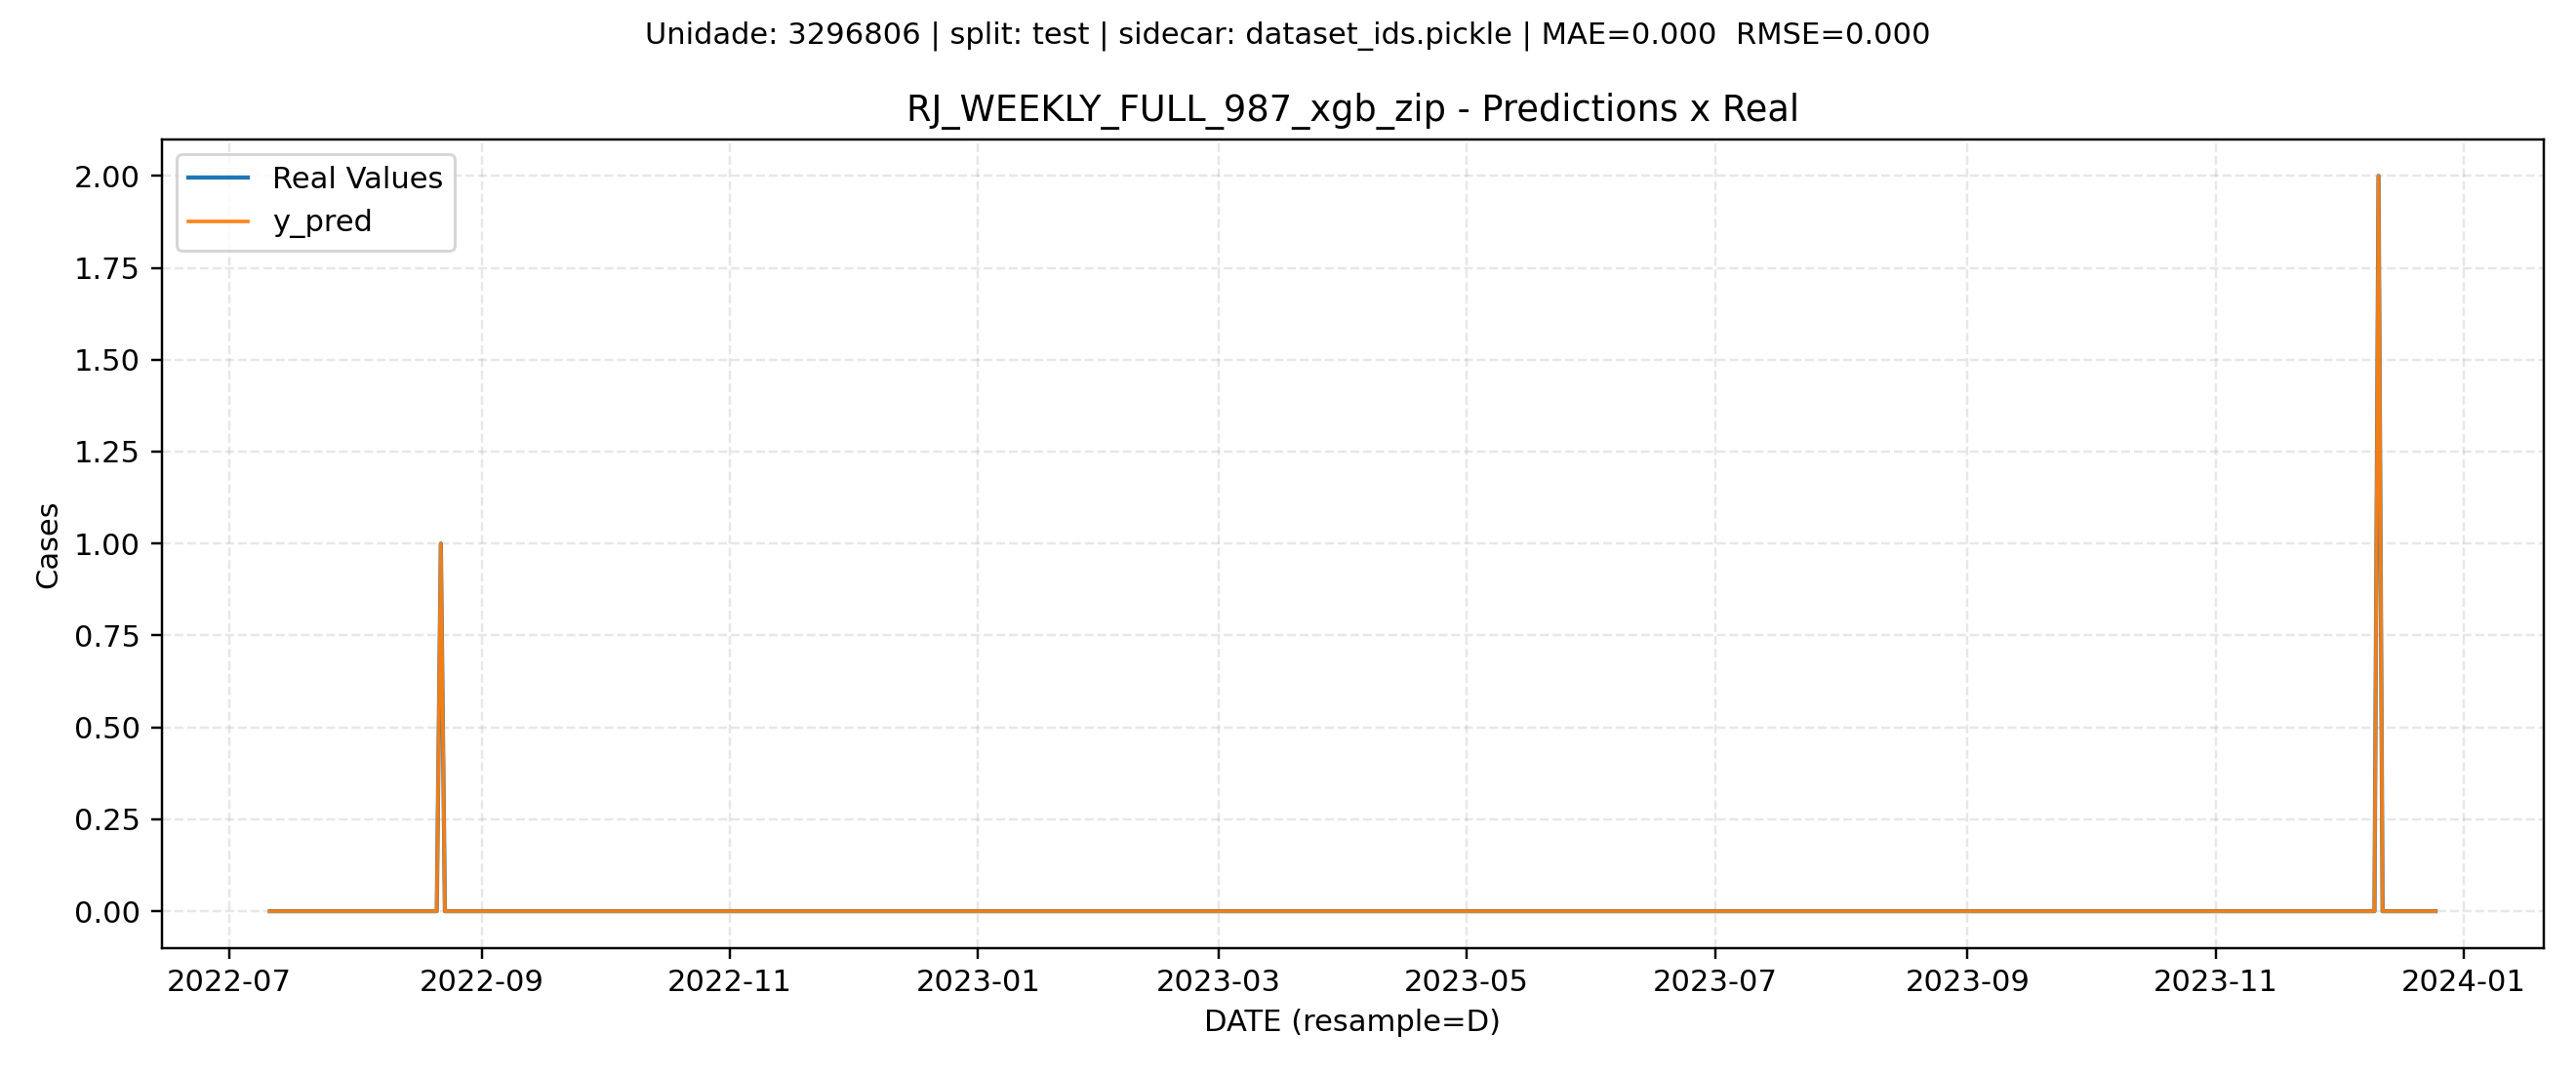 Unidade: 3296806 | split: test | sidecar: dataset_ids.pickle | MAE=0.000  RMSE=0.000
RJ_WEEKLY_FULL_987_xgb_zip - Predictions x Real
Real Values
y_pred
2.00
1.75
1.50
1.25
1.00
0.75
0.50
0.25
0.00
Cases
2022-07 2022-09 2022-11 2023-01 2023-03 2023-05 2023-07 2023-09 2023-11 2024-01
DATE (resample=D)